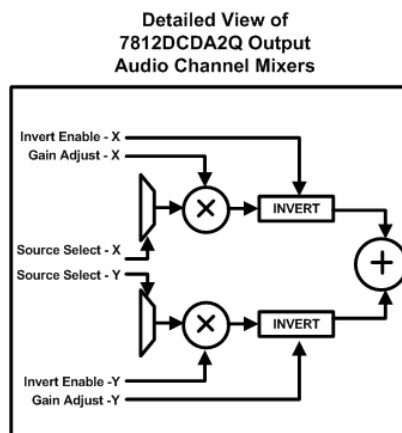 Detailed View of
7812DCDA2Q Output
Audio Channel Mixers
Invert Enable - X
Gain Adjust - X
INVERT
Source Select - X
Source Select - Y
INVERT
Invert Enable -Y
Gain Adjust -Y